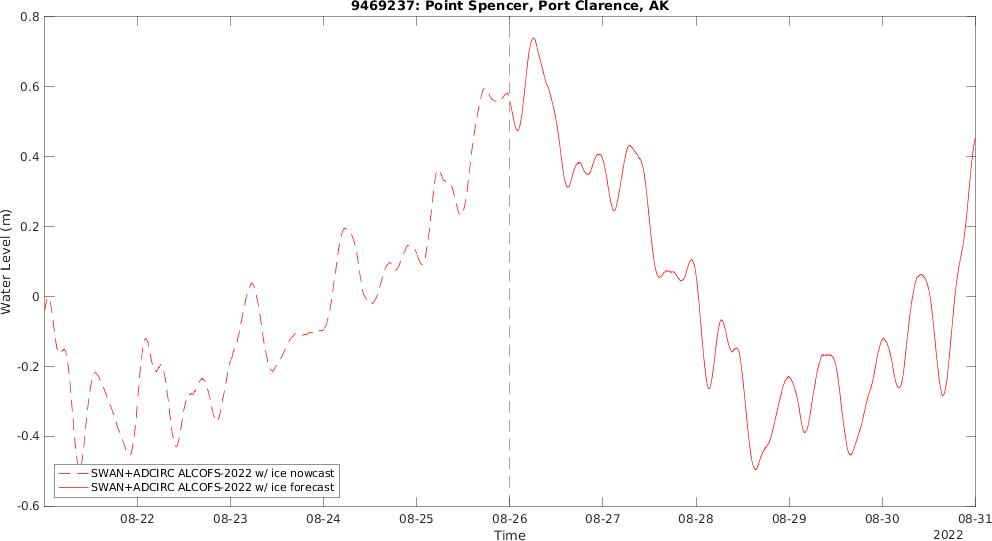 9469237: Point Spencer, Port Clarence, AK
0.8
0.6
0.4
0.2
0
-0.2
-0.4
-0.6
Water Level (m)
SWAN+ADCIRC ALCOFS-2022 w/ ice nowcast
SWAN+ADCIRC ALCOFS-2022 w/ ice forecast
08-22 08-23 08-24 08-25 08-26 08-27 08-28 08-29 08-30 08-31
Time
2022